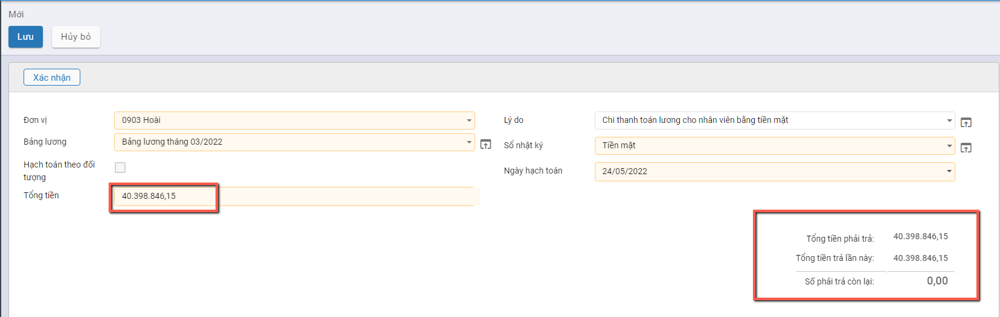 Mới
Lưu
Hủy bỏ
Xác nhận
Đơn vị
0903 Hoài
Lý do
Chi thanh toán lương cho nhân viên bằng tiền mặt
Bảng lương
Bảng lương tháng 03/2022
Sổ nhật ký
Tiền mặt
Hạch toán theo đối
tượng
Ngày hạch toán
24/05/2022
Tổng tiền
40.398.846,15
Tổng tiền phải trả:
40.398.846,15
Tổng tiền trả lần này:
40.398.846,15
Số phải trả còn lại:
0,00